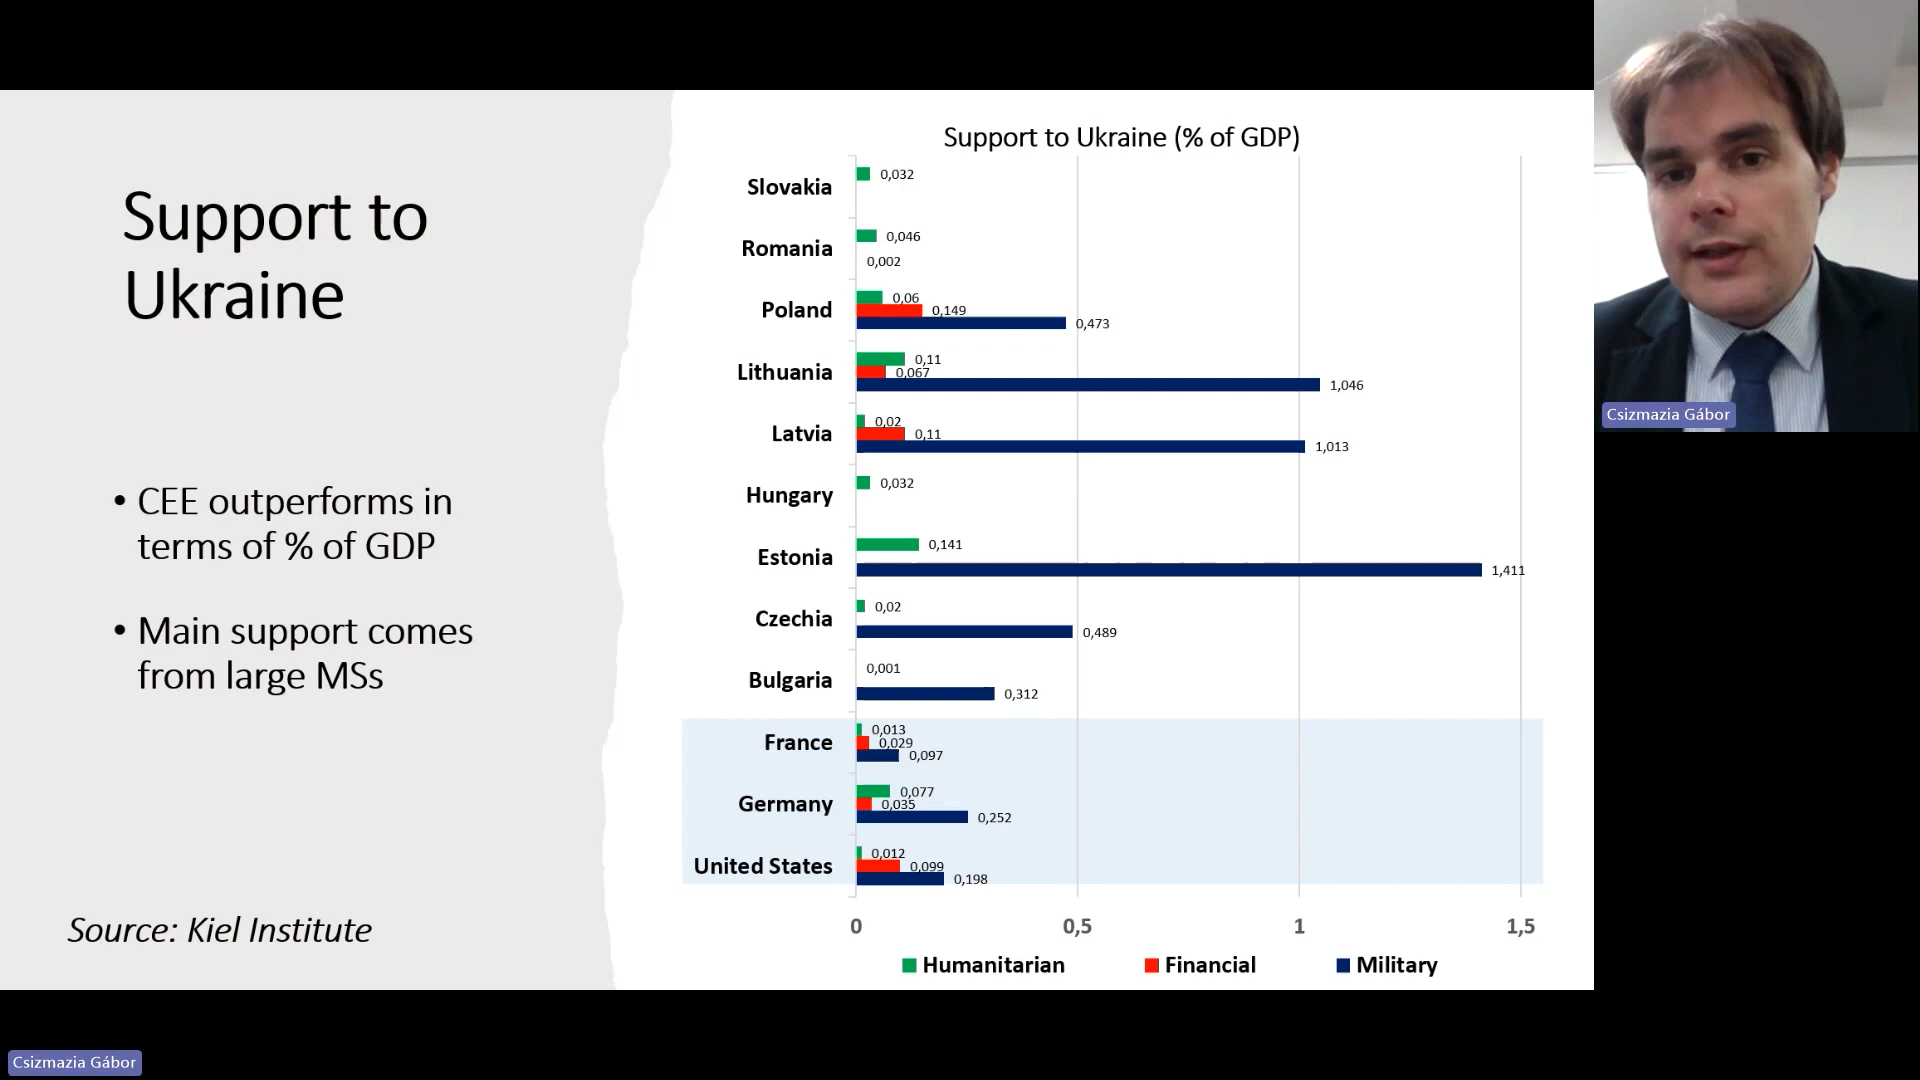 Support to
Ukraine
• CEE outperforms in
terms of % of GDP
• Main support comes
from large MSs
Source: Kiel Institute
Support to Ukraine (% of GDP)
Slovakia
0,032
Romania
0,046
0,002
Poland
0,06
0,149
0,473
Lithuania
0,11
0,067
1,046
Latvia
0,02
0,11
1,013
Hungary
0,032
Estonia
0,141
1,411
Czechia
0,02
0,489
Bulgaria
0,001
0,312
France
0,013
0,029
0,097
Germany
0,077
0,035
0,252
United States
0,012
0,099
0,198
0 0,5 1 1,5
Humanitarian Financial Military
Csizmazia Gábor
Csizmazia Gábor